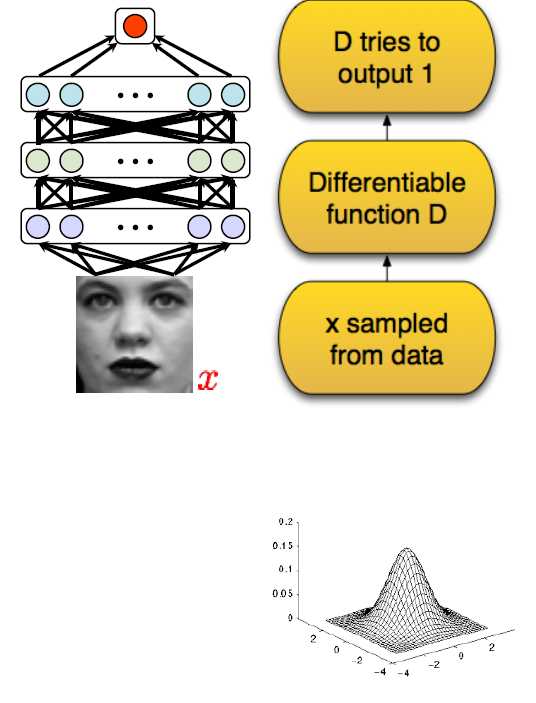 D tries to
output 1
Differentiable
function D
x sampled
from data
x
0.2
0.15
0.1
0.05
0
2
0
-2
-4
-4
-2
0
2